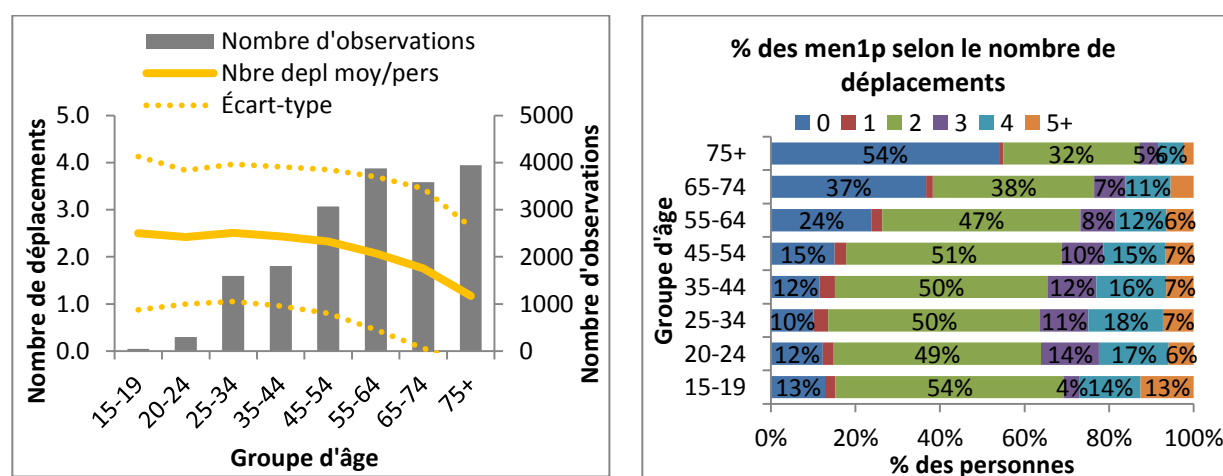 Nombre d'observations
Nbre depl moy/pers
Écart-type
Nombre de déplacements
5.0
4.0
3.0
2.0
1.0
0.0
5000
4000
3000
2000
1000
0
Nombre d'observations
15-19
20-24
25-34
35-44
45-54
55-64
65-74
75+
Groupe d'âge
% des men1p selon le nombre de
déplacements
0 1 2 3 4 5+
Groupe d'âge
75+ 54% 32% 5% 6%
65-74 37% 38% 7% 11%
55-64 24% 47% 8% 12% 6%
45-54 15% 51% 10% 15% 7%
35-44 12% 50% 12% 16% 7%
25-34 10% 50% 11% 18% 7%
20-24 12% 49% 14% 17% 6%
15-19 13% 54% 4% 14% 13%
0% 20% 40% 60% 80% 100%
% des personnes